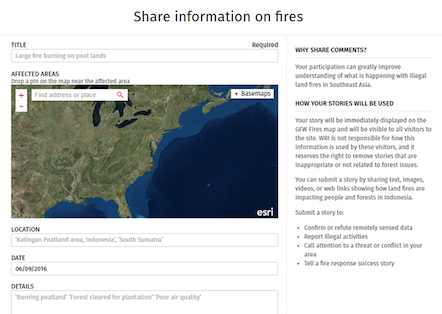 Share information on fires
TITLE Required
Large fire burning on peat lands
AFFECTED AREAS
Drop a pin on the map near the affected area
+
−
Find address or place
Basemaps
esri
LOCATION
'Katingan Peatland area, Indonesia', 'South Sumatra'
DATE
06/09/2016
DETAILS
'Burning peatland' 'Forest cleared for plantation' 'Poor air quality'
WHY SHARE COMMENTS?
Your participation can greatly improve
understanding of what is happening with illegal
land fires in Southeast Asia.
HOW YOUR STORIES WILL BE USED
Your story will be immediately displayed on the
GFW Fires map and will be visible to all visitors to
the site. WRI is not responsible for how this
information is used by these visitors, and it
reserves the right to remove stories that are
inappropriate or not related to forest issues.
You can submit a story by sharing text, images,
videos, or web links showing how land fires are
impacting people and forests in Indonesia.
Submit a story to:
• Confirm or refute remotely sensed data
• Report illegal activities
• Call attention to a threat or conflict in your
area
• Tell a fire response success story